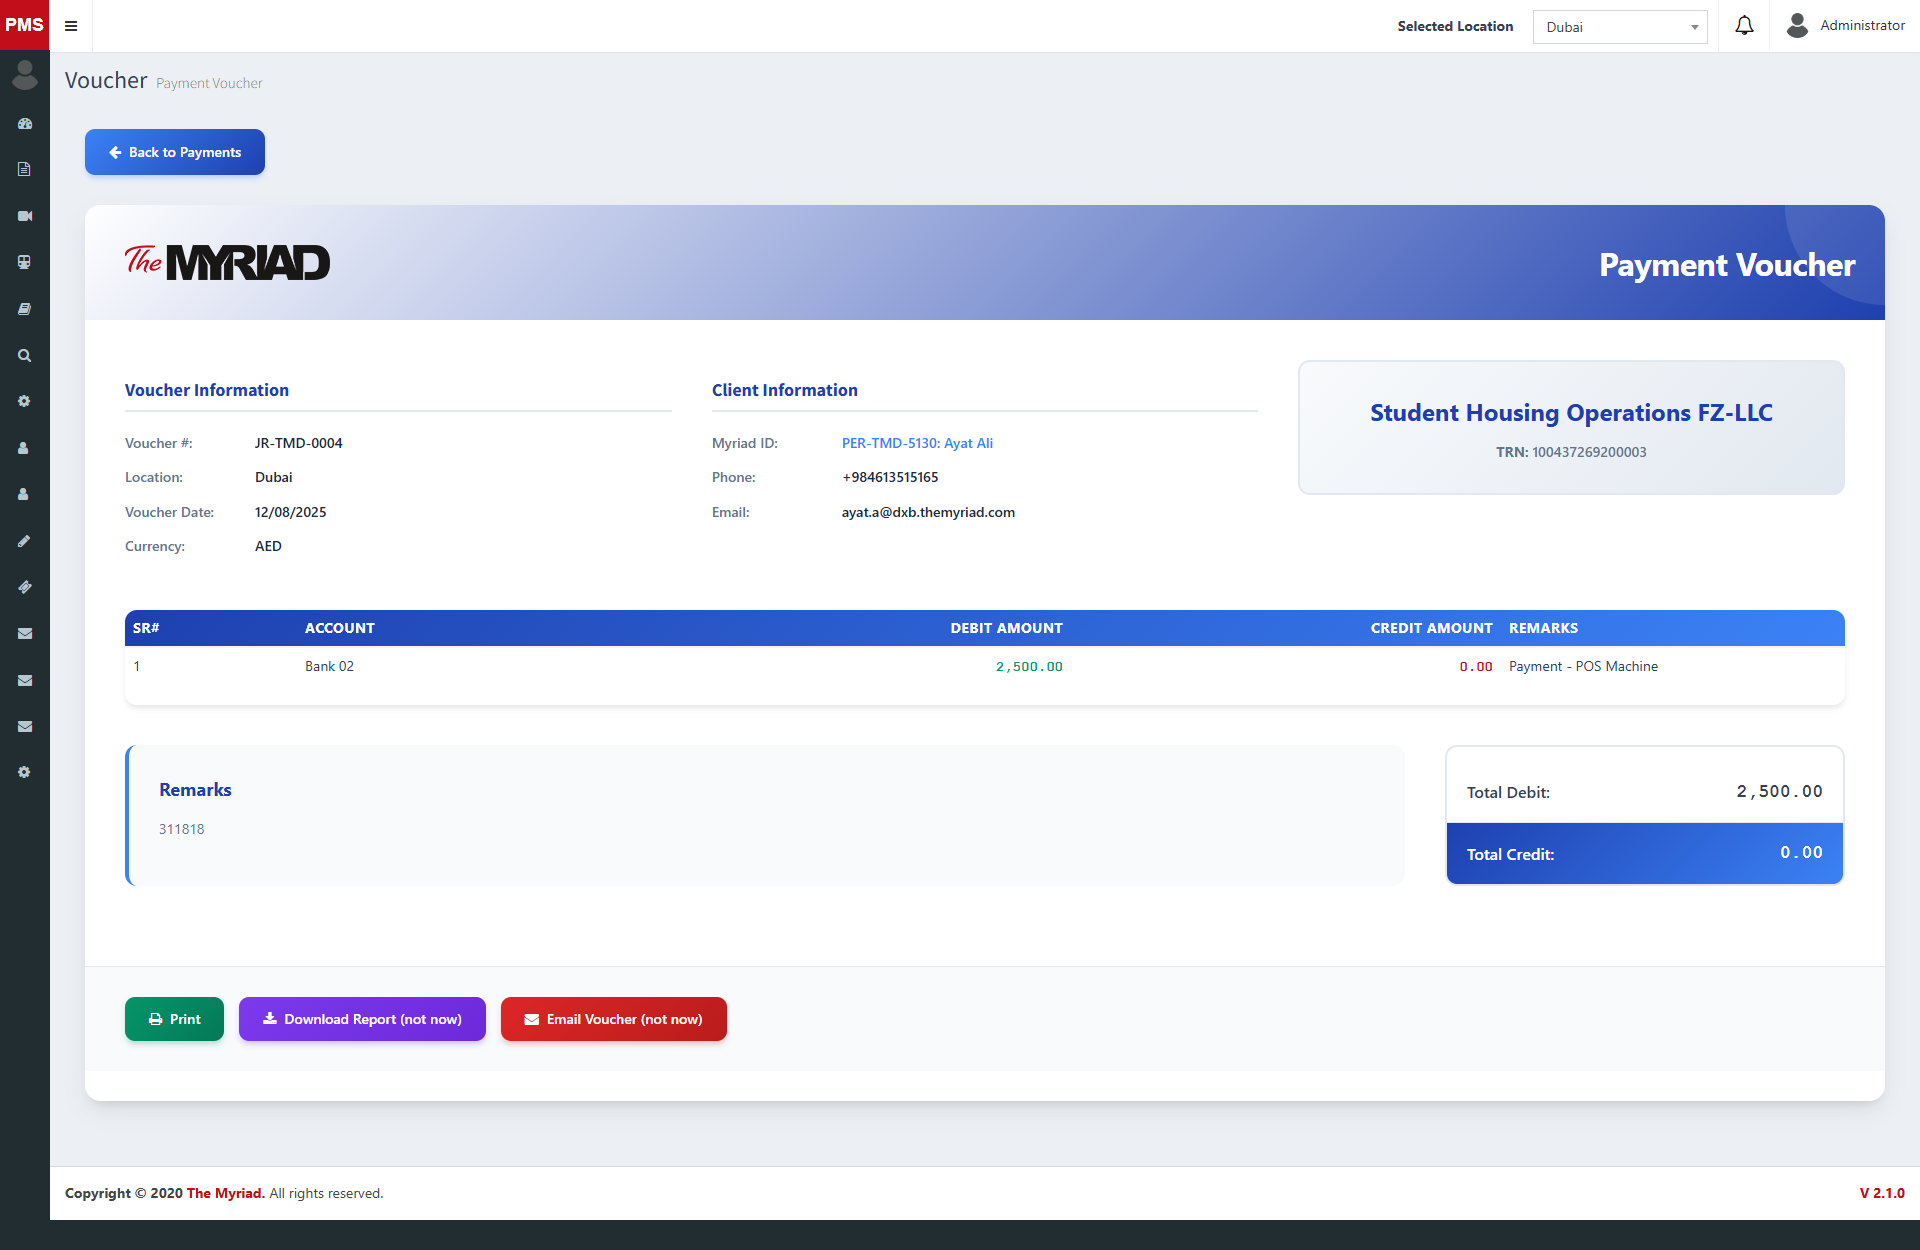 PMS
Selected Location
Dubai
Administrator
Voucher Payment Voucher
Back to Payments
The MYRIAD
Payment Voucher
Voucher Information
Voucher #: JR-TMD-0004
Location: Dubai
Voucher Date: 12/08/2025
Currency: AED
Client Information
Myriad ID: PER-TMD-5130: Ayat Ali
Phone: +984613515165
Email: ayat.a@dxb.themyriad.com
Student Housing Operations FZ-LLC
TRN: 100437269200003
SR# ACCOUNT DEBIT AMOUNT CREDIT AMOUNT REMARKS
1 Bank 02 2,500.00 0.00 Payment - POS Machine
Remarks
311818
Total Debit: 2,500.00
Total Credit: 0.00
Print
Download Report (not now)
Email Voucher (not now)
Copyright © 2020 The Myriad. All rights reserved.
V 2.1.0